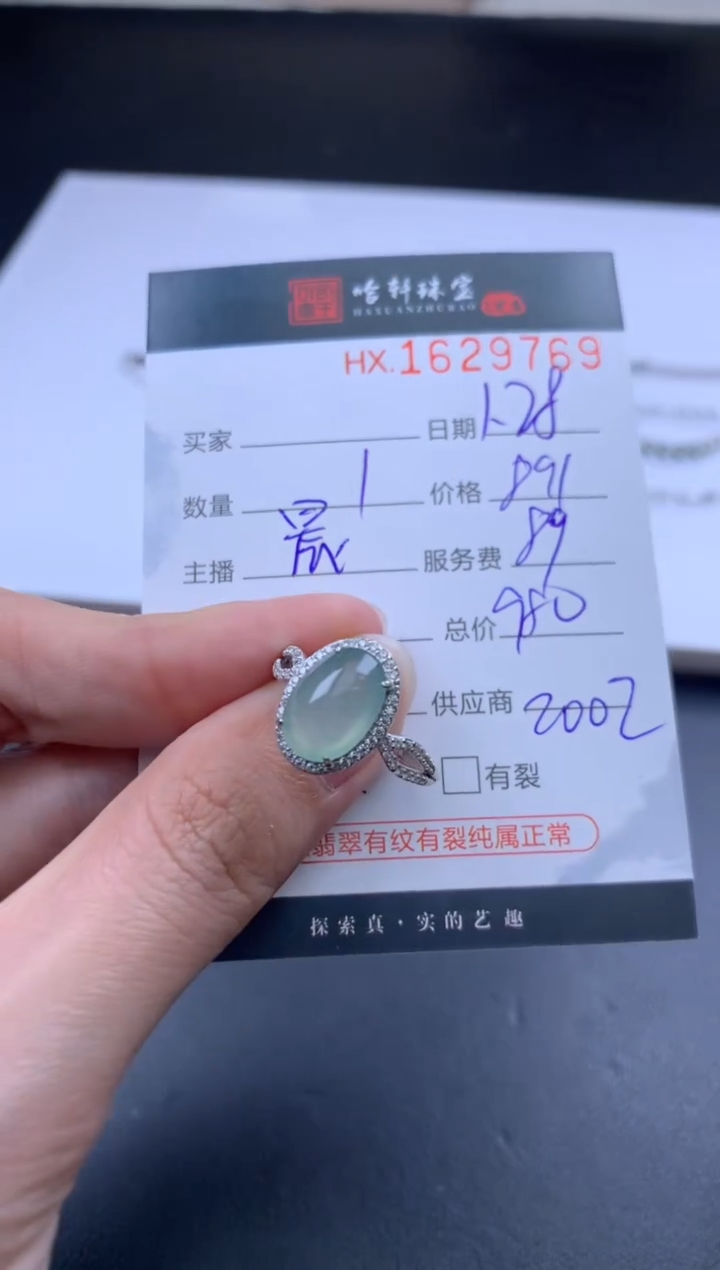 哈轩珠宝
HAXUANZHUBAO
HX.1629769
买家 日期 1.28
数量 1 价格 891
主播 晨 服务费 89
总价 980
供应商 2002
有裂
翡翠有纹有裂纯属正常
探索真·实的艺趣